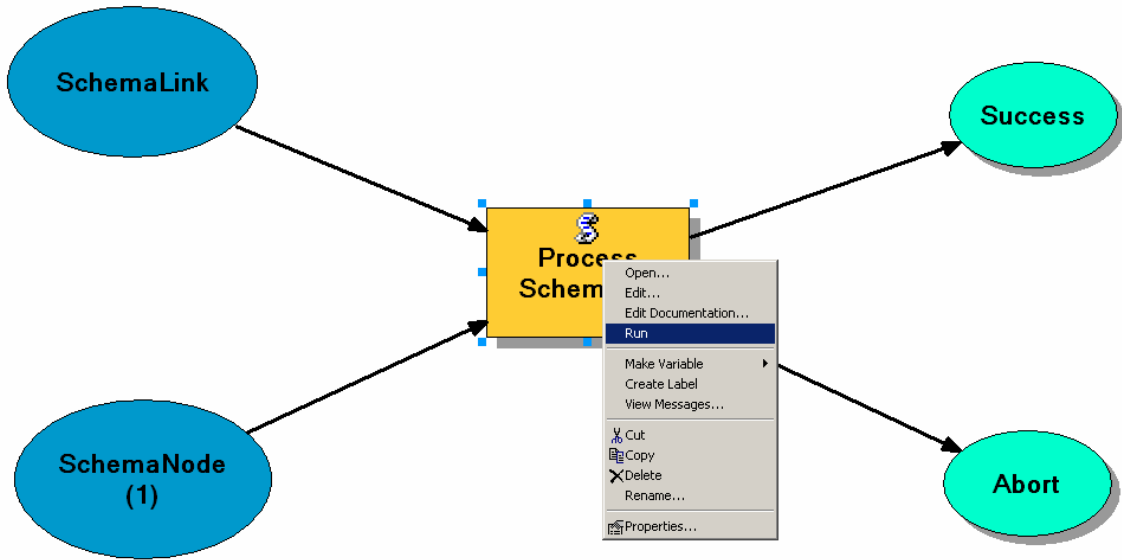 SchemaLink
Success
Process
Schem
Open...
Edit...
Edit Documentation...
Run
Make Variable
Create Label
View Messages...
Cut
Copy
Delete
Rename...
Properties...
SchemaNode
(1)
Abort